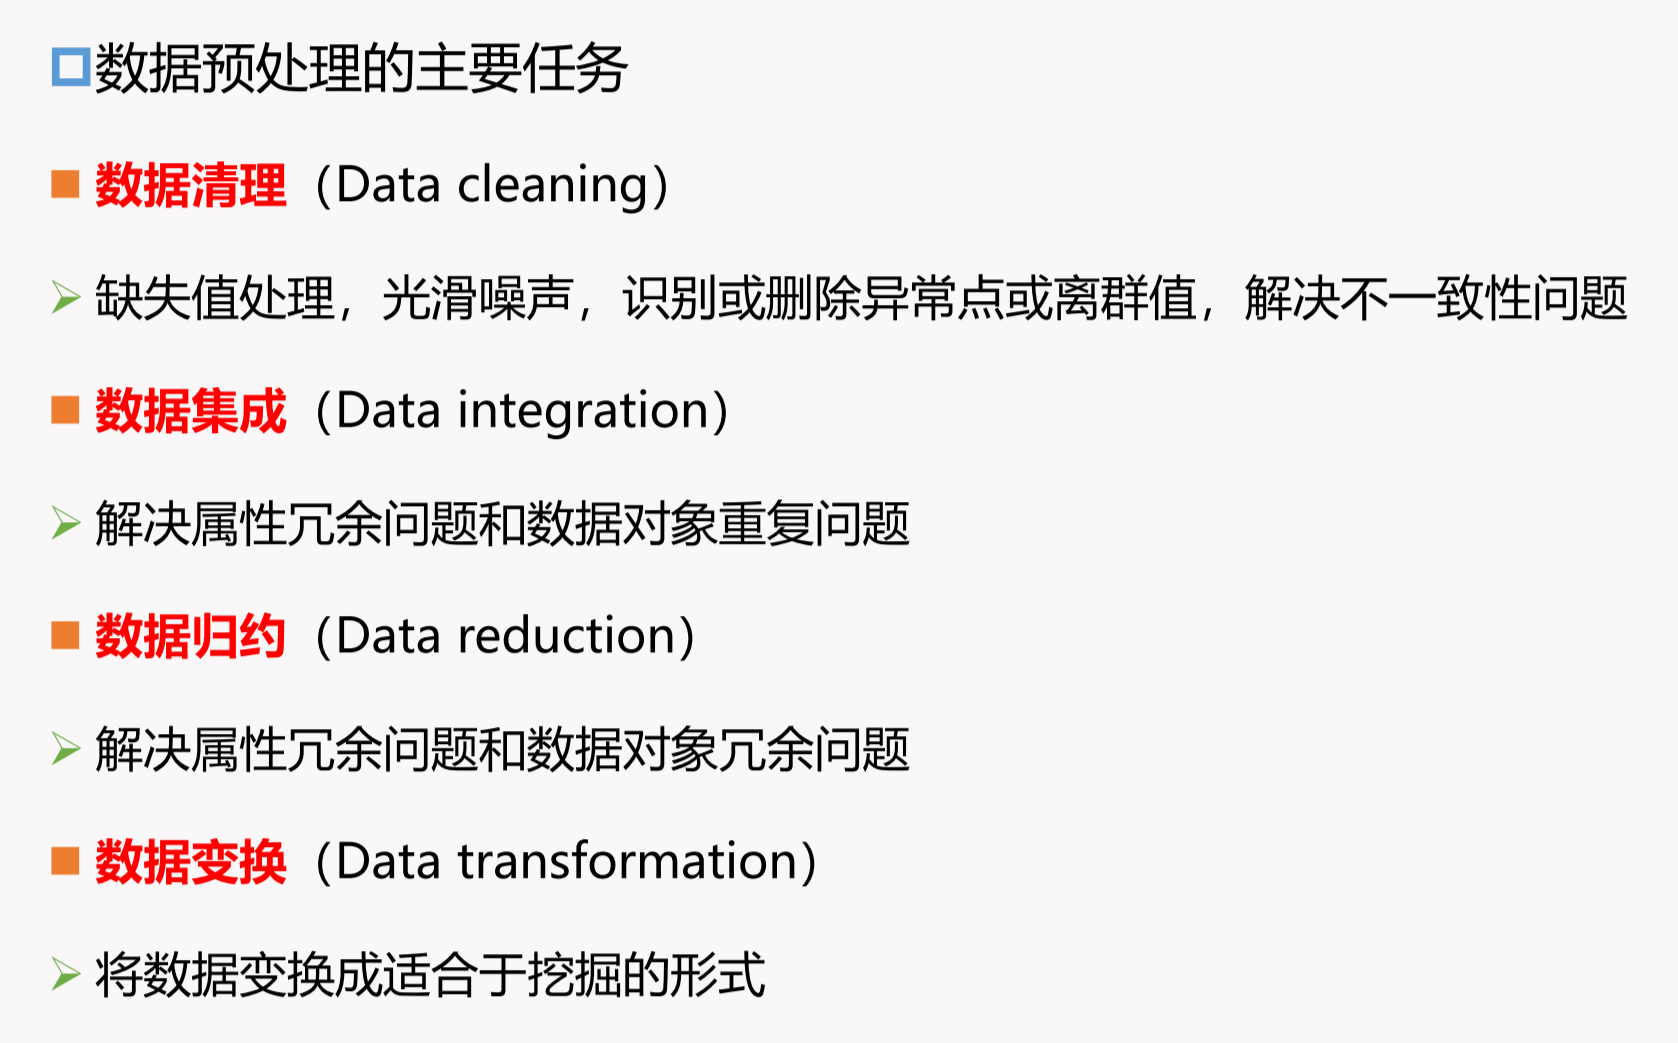 数据预处理的主要任务
数据清理（Data cleaning）
缺失值处理，光滑噪声，识别或删除异常点或离群值，解决不一致性问题
数据集成（Data integration）
解决属性冗余问题和数据对象重复问题
数据归约（Data reduction）
解决属性冗余问题和数据对象冗余问题
数据变换（Data transformation）
将数据变换成适合于挖掘的形式